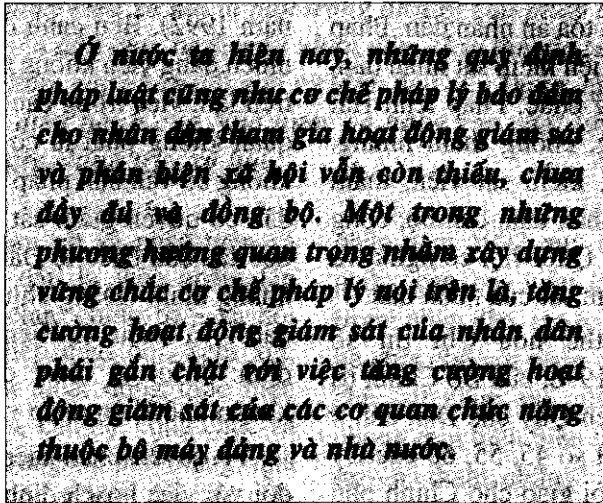 Ở nước ta hiện nay, những quy định
pháp luật cũng như cơ chế pháp lý bảo đảm
cho nhân dân tham gia hoạt động giám sát
và phản biện xã hội vẫn còn thiếu, chưa
đầy đủ và đồng bộ. Một trong những
phương hướng quan trọng nhằm xây dựng
vững chắc cơ chế pháp lý nói trên là, tăng
cường hoạt động giám sát của nhân dân
phải gắn chặt với việc tăng cường hoạt
động giám sát của các cơ quan chức năng
thuộc bộ máy đảng và nhà nước.